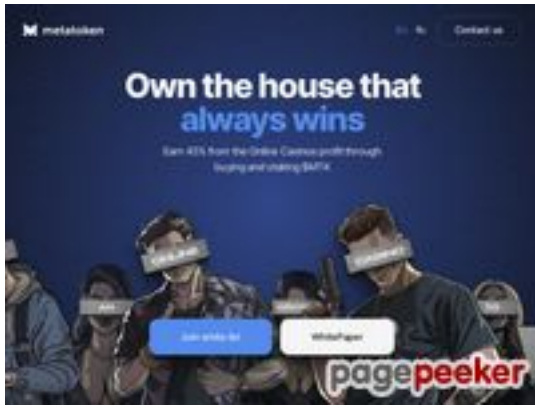 metatoken
Contact us
Own the house that
always wins
Earn 45% from the Online Casinos profit through
buying and staking $MTK
Join white list
WhitePaper
pagepeeker